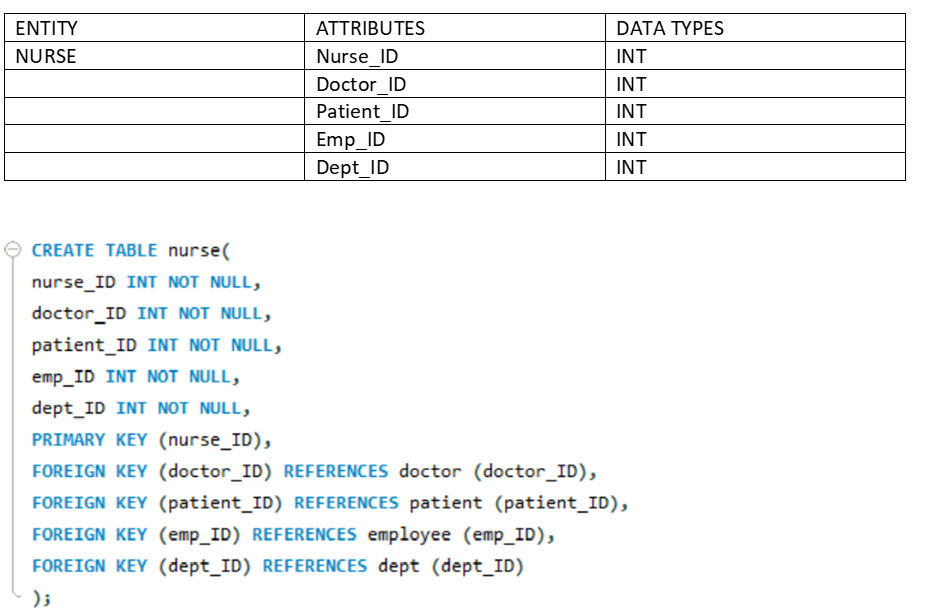 ENTITY ATTRIBUTES DATA TYPES
NURSE Nurse_ID INT
Doctor_ID INT
Patient_ID INT
Emp_ID INT
Dept_ID INT
CREATE TABLE nurse(
nurse_ID INT NOT NULL,
doctor_ID INT NOT NULL,
patient_ID INT NOT NULL,
emp_ID INT NOT NULL,
dept_ID INT NOT NULL,
PRIMARY KEY (nurse_ID),
FOREIGN KEY (doctor_ID) REFERENCES doctor (doctor_ID),
FOREIGN KEY (patient_ID) REFERENCES patient (patient_ID),
FOREIGN KEY (emp_ID) REFERENCES employee (emp_ID),
FOREIGN KEY (dept_ID) REFERENCES dept (dept_ID)
);